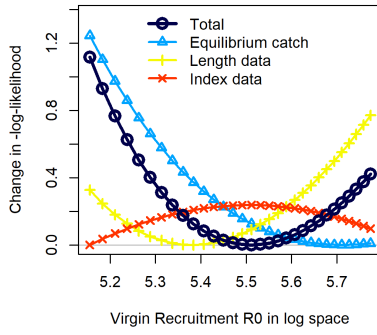 Total
Equilibrium catch
Length data
Index data
Change in -log-likelihood
0.0
0.4
0.8
1.2
5.2
5.3
5.4
5.5
5.6
5.7
Virgin Recruitment R0 in log space